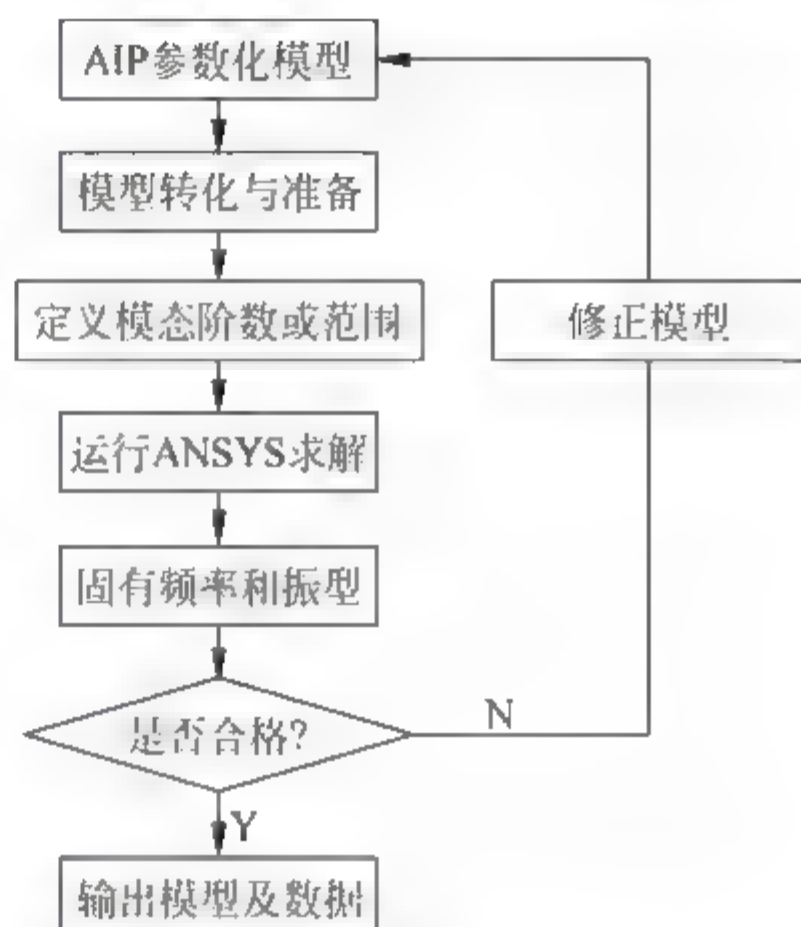 AIP参数化模型
模型转化与准备
定义模态阶数或范围
修正模型
运行ANSYS求解
固有频率和振型
是否合格?
N
Y
输出模型及数据